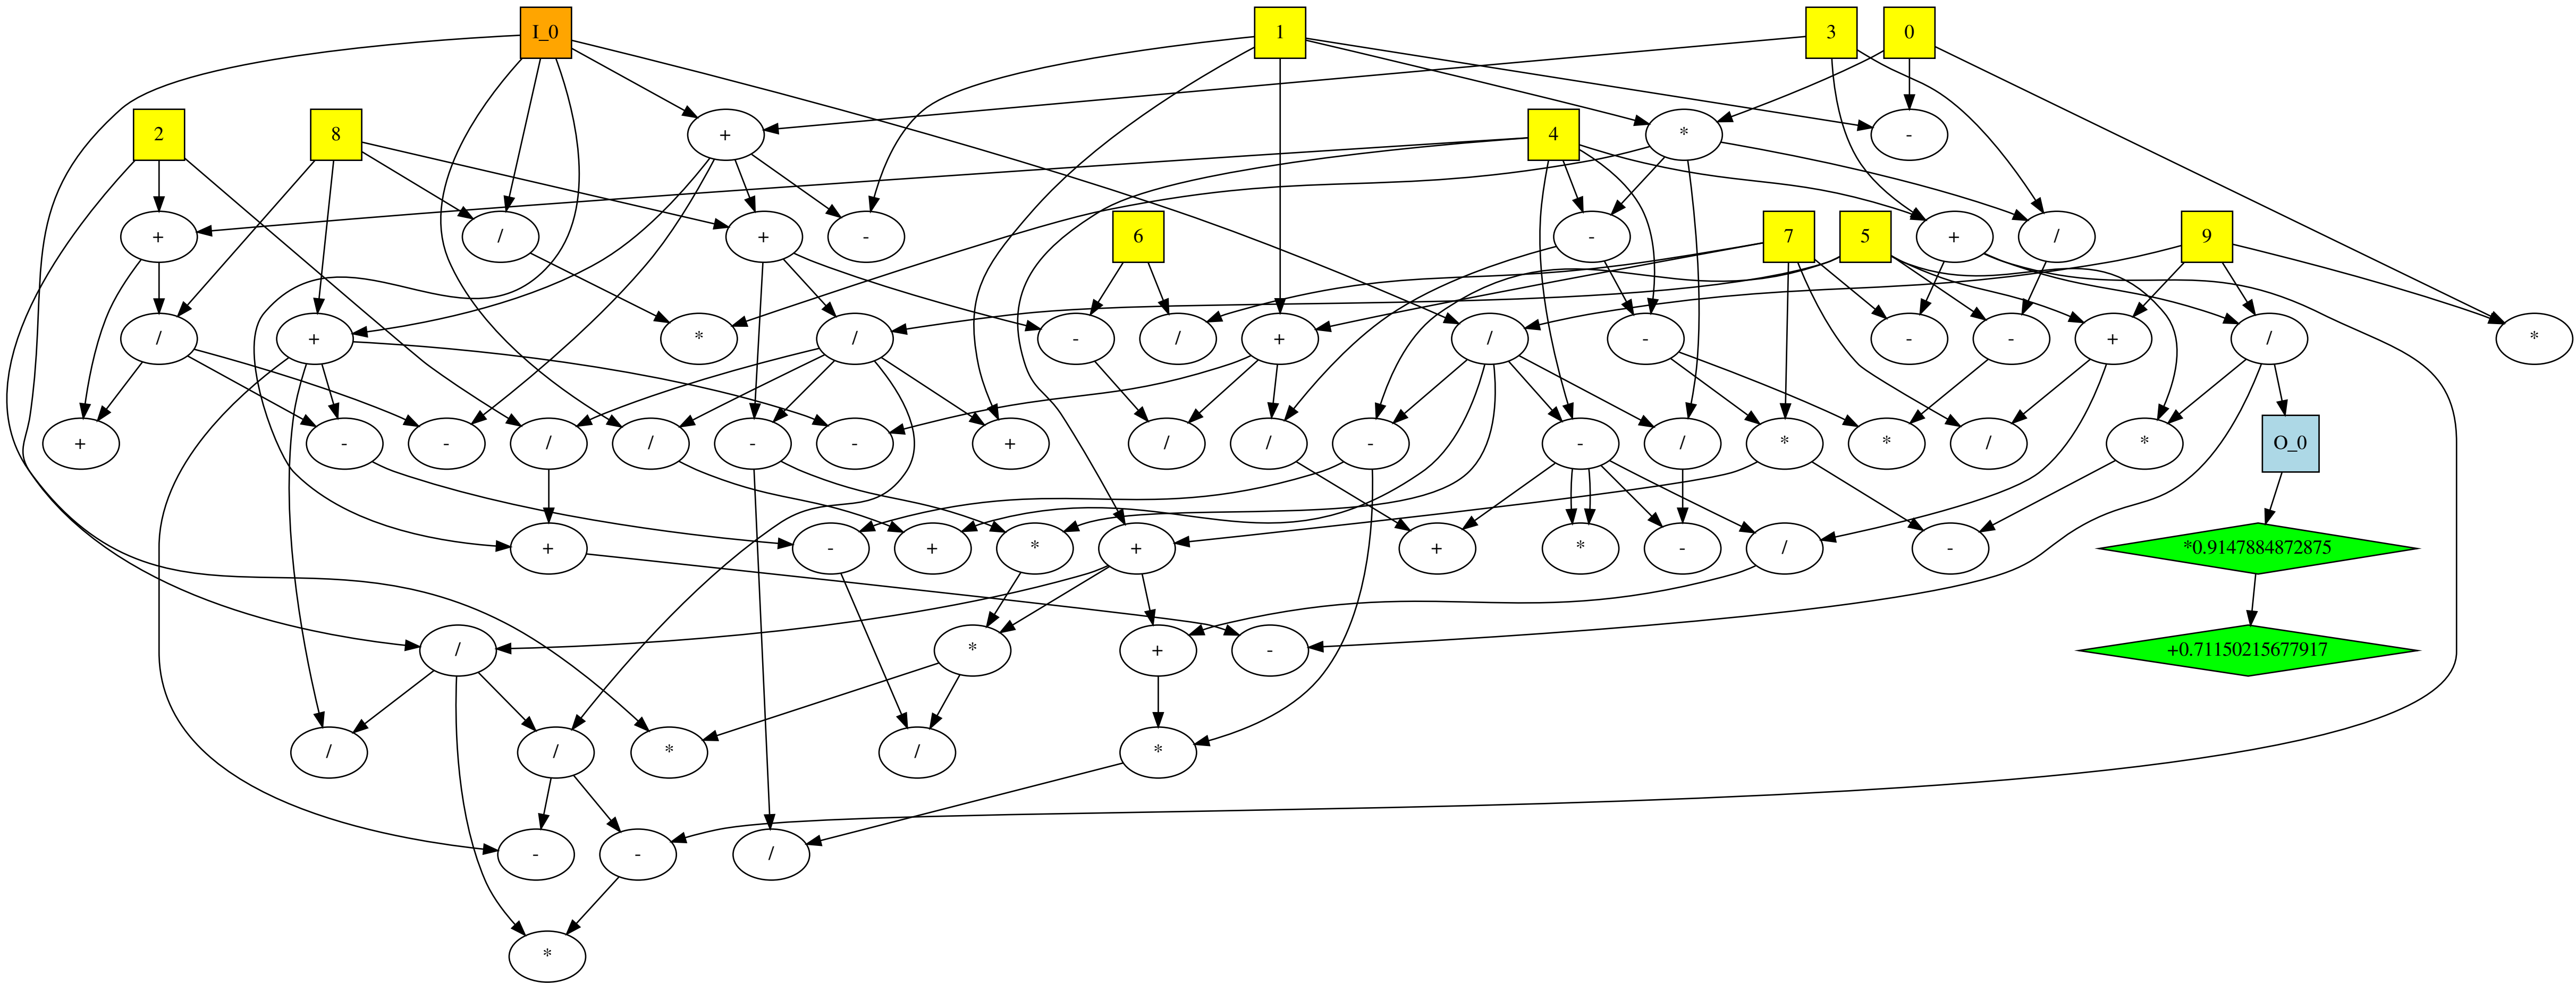 I_0 1 3 0
2 8 + 4 * -
+ / + - 6 - 7 5 + / 9
/ + * / - / + / - - - + / *
+ - - / / - - + / / - - / * * / * O_0
+ - + * + + * - / - *0.9147884872875
/ * + - +0.71150215677917
/ / * / *
- - /
*